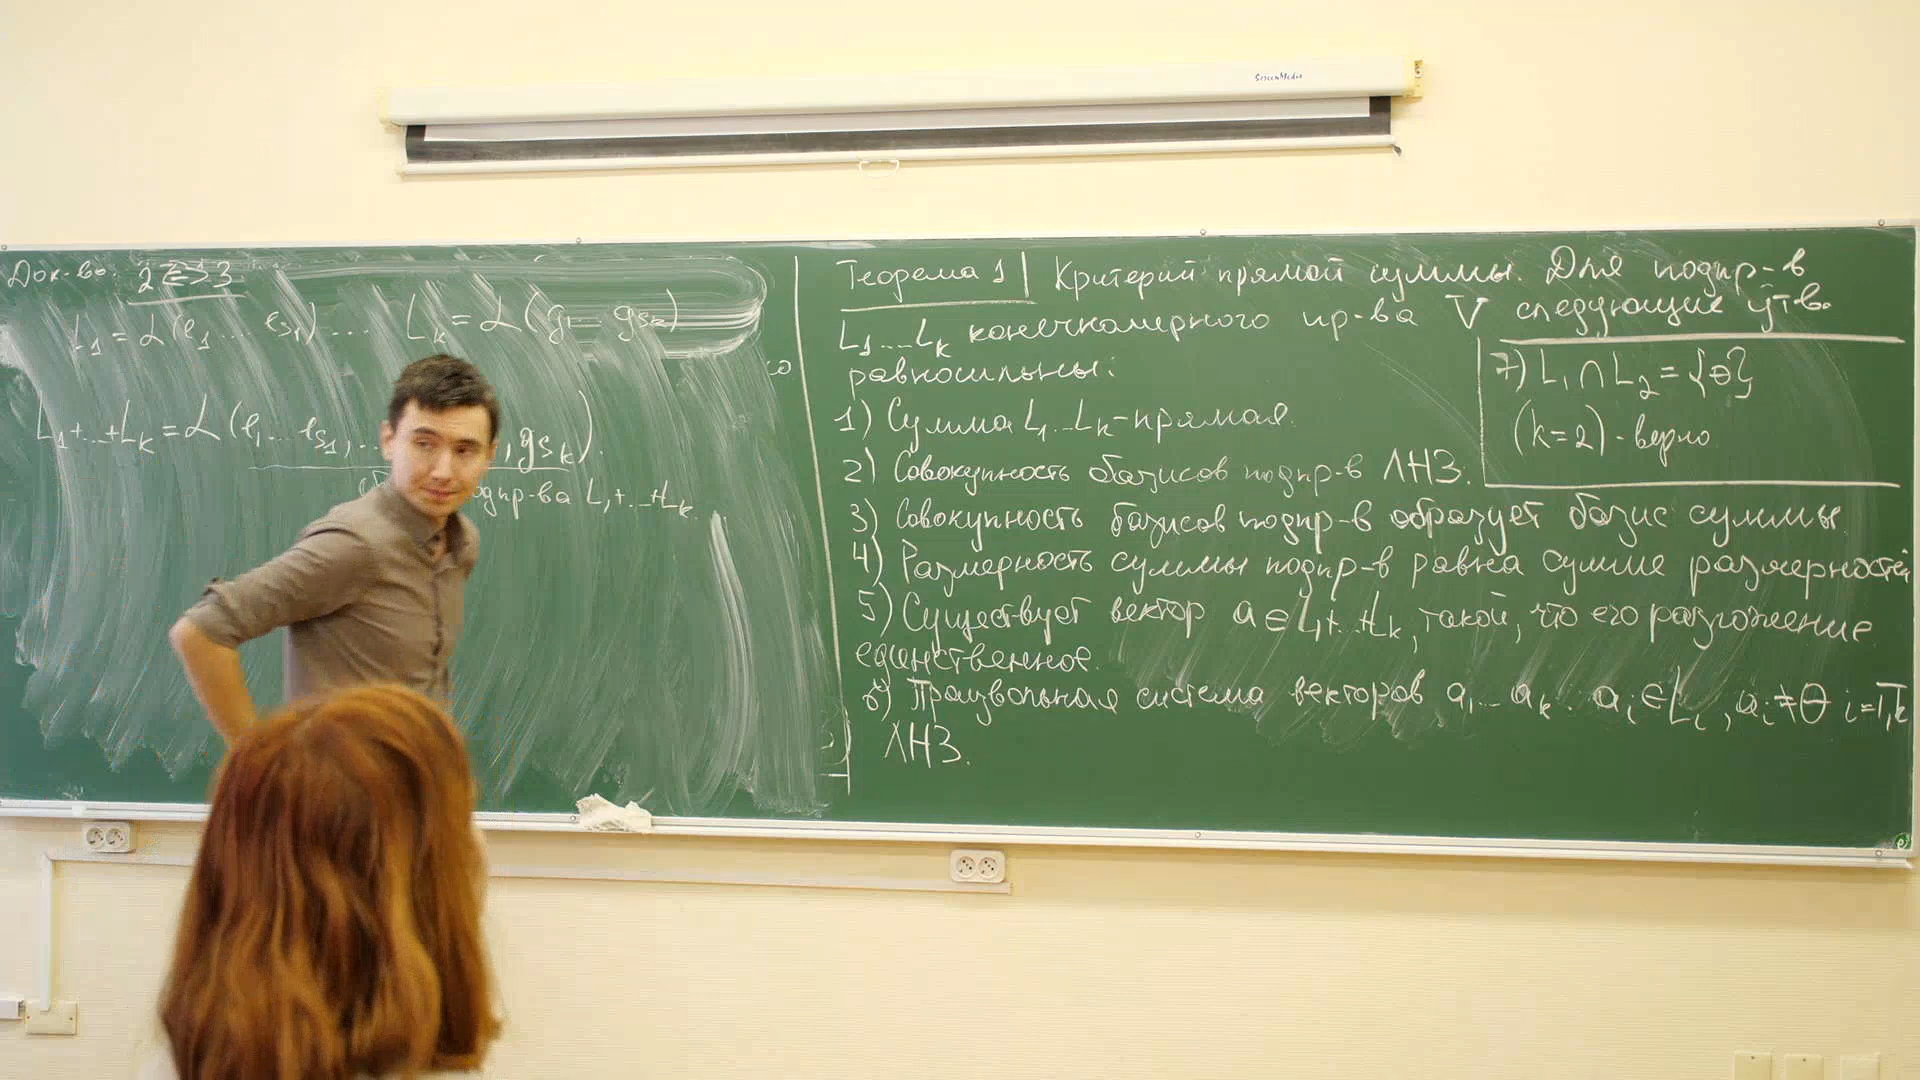 ScreenMedia
Док-во. 2<=>3
L₁ = L(e₁ ... e_{s₁}) .... L_k = L(g₁ ... g_{s_k})
L₁+...+L_k = L(e₁ ... e_{s₁}, ... , g_{s_k}).
подпр-ва L₁+...+L_k.
Теорема 1 | Критерий прямой суммы. Для подпр-в
L₁ ... L_k конечномерного пр-ва V следующие утв.
равносильны:
1) Сумма L₁...L_k - прямая.
2) Совокупность базисов подпр-в ЛНЗ.
3) Совокупность базисов подпр-в образует базис суммы
4) Размерность суммы подпр-в равна сумме размерностей
5) Существует вектор a ∈ L₁+...+L_k, такой, что его разложение
единственное.
6) Произвольная система векторов a₁...a_k. a_i ∈ L_i, a_i ≠ θ i=1,k
ЛНЗ.
7) L₁ ∩ L₂ = {θ}
(k=2) - верно